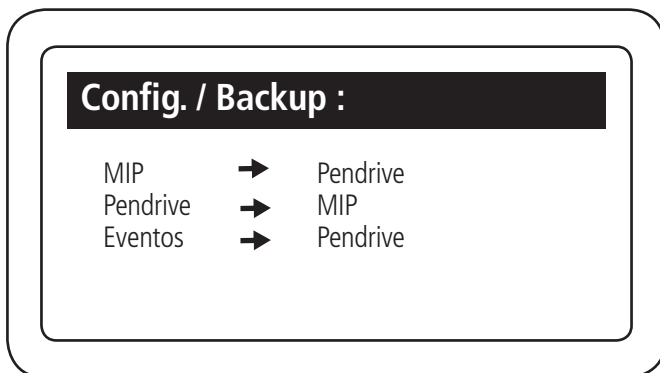 Config. / Backup :
MIP → Pendrive
Pendrive → MIP
Eventos → Pendrive